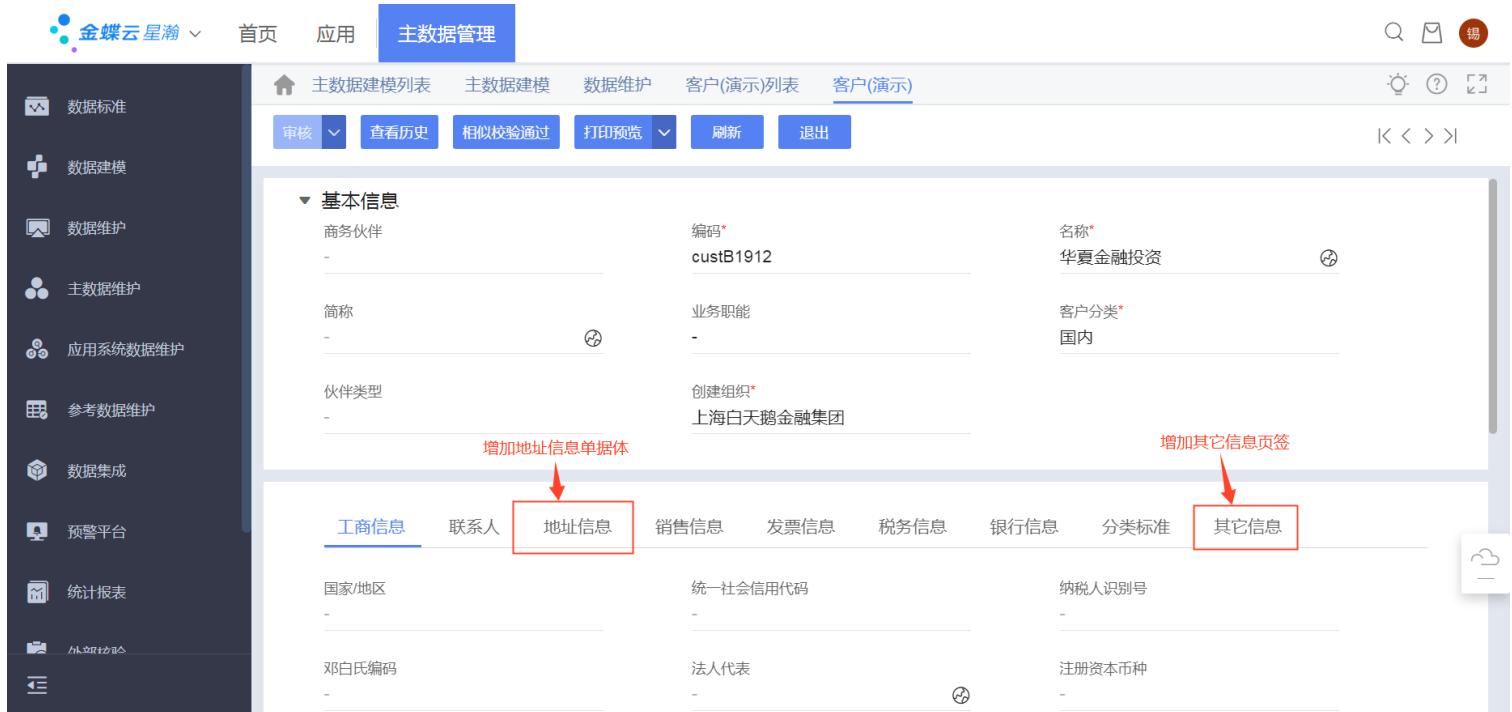 金蝶云 星瀚 首页 应用 主数据管理 锡
主数据建模列表 主数据建模 数据维护 客户(演示)列表 客户(演示)
审核 查看历史 相似校验通过 打印预览 刷新 退出
数据标准
数据建模
数据维护
主数据维护
应用系统数据维护
参考数据维护
数据集成
预警平台
统计报表
外部核验
基本信息
商务伙伴 编码* 名称*
- custB1912 华夏金融投资
简称 业务职能 客户分类*
- - 国内
伙伴类型 创建组织*
- 上海白天鹅金融集团
增加地址信息单据体 增加其它信息页签
工商信息 联系人 地址信息 销售信息 发票信息 税务信息 银行信息 分类标准 其它信息
国家/地区 统一社会信用代码 纳税人识别号
- - -
邓白氏编码 法人代表 注册资本币种
- - -